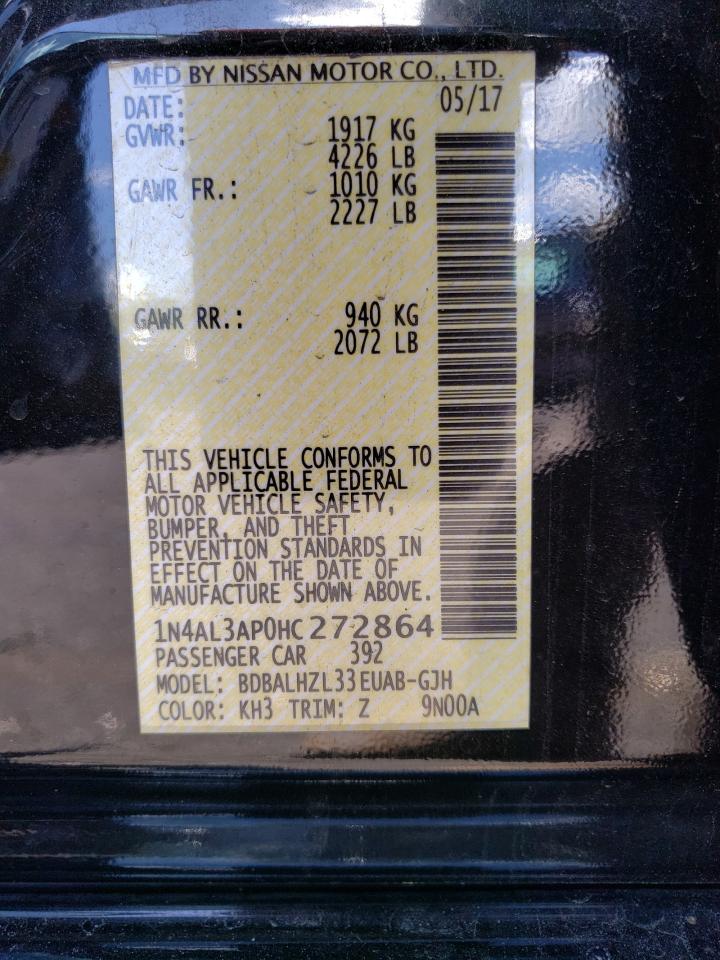 MFD BY NISSAN MOTOR CO., LTD.
DATE: 05/17
GVWR: 1917 KG
4226 LB
GAWR FR.: 1010 KG
2227 LB
GAWR RR.: 940 KG
2072 LB
THIS VEHICLE CONFORMS TO
ALL APPLICABLE FEDERAL
MOTOR VEHICLE SAFETY,
BUMPER, AND THEFT
PREVENTION STANDARDS IN
EFFECT ON THE DATE OF
MANUFACTURE SHOWN ABOVE.
1N4AL3AP0HC272864
PASSENGER CAR 392
MODEL: BDBALHZL33EUAB-GJH
COLOR: KH3 TRIM: Z 9N00A